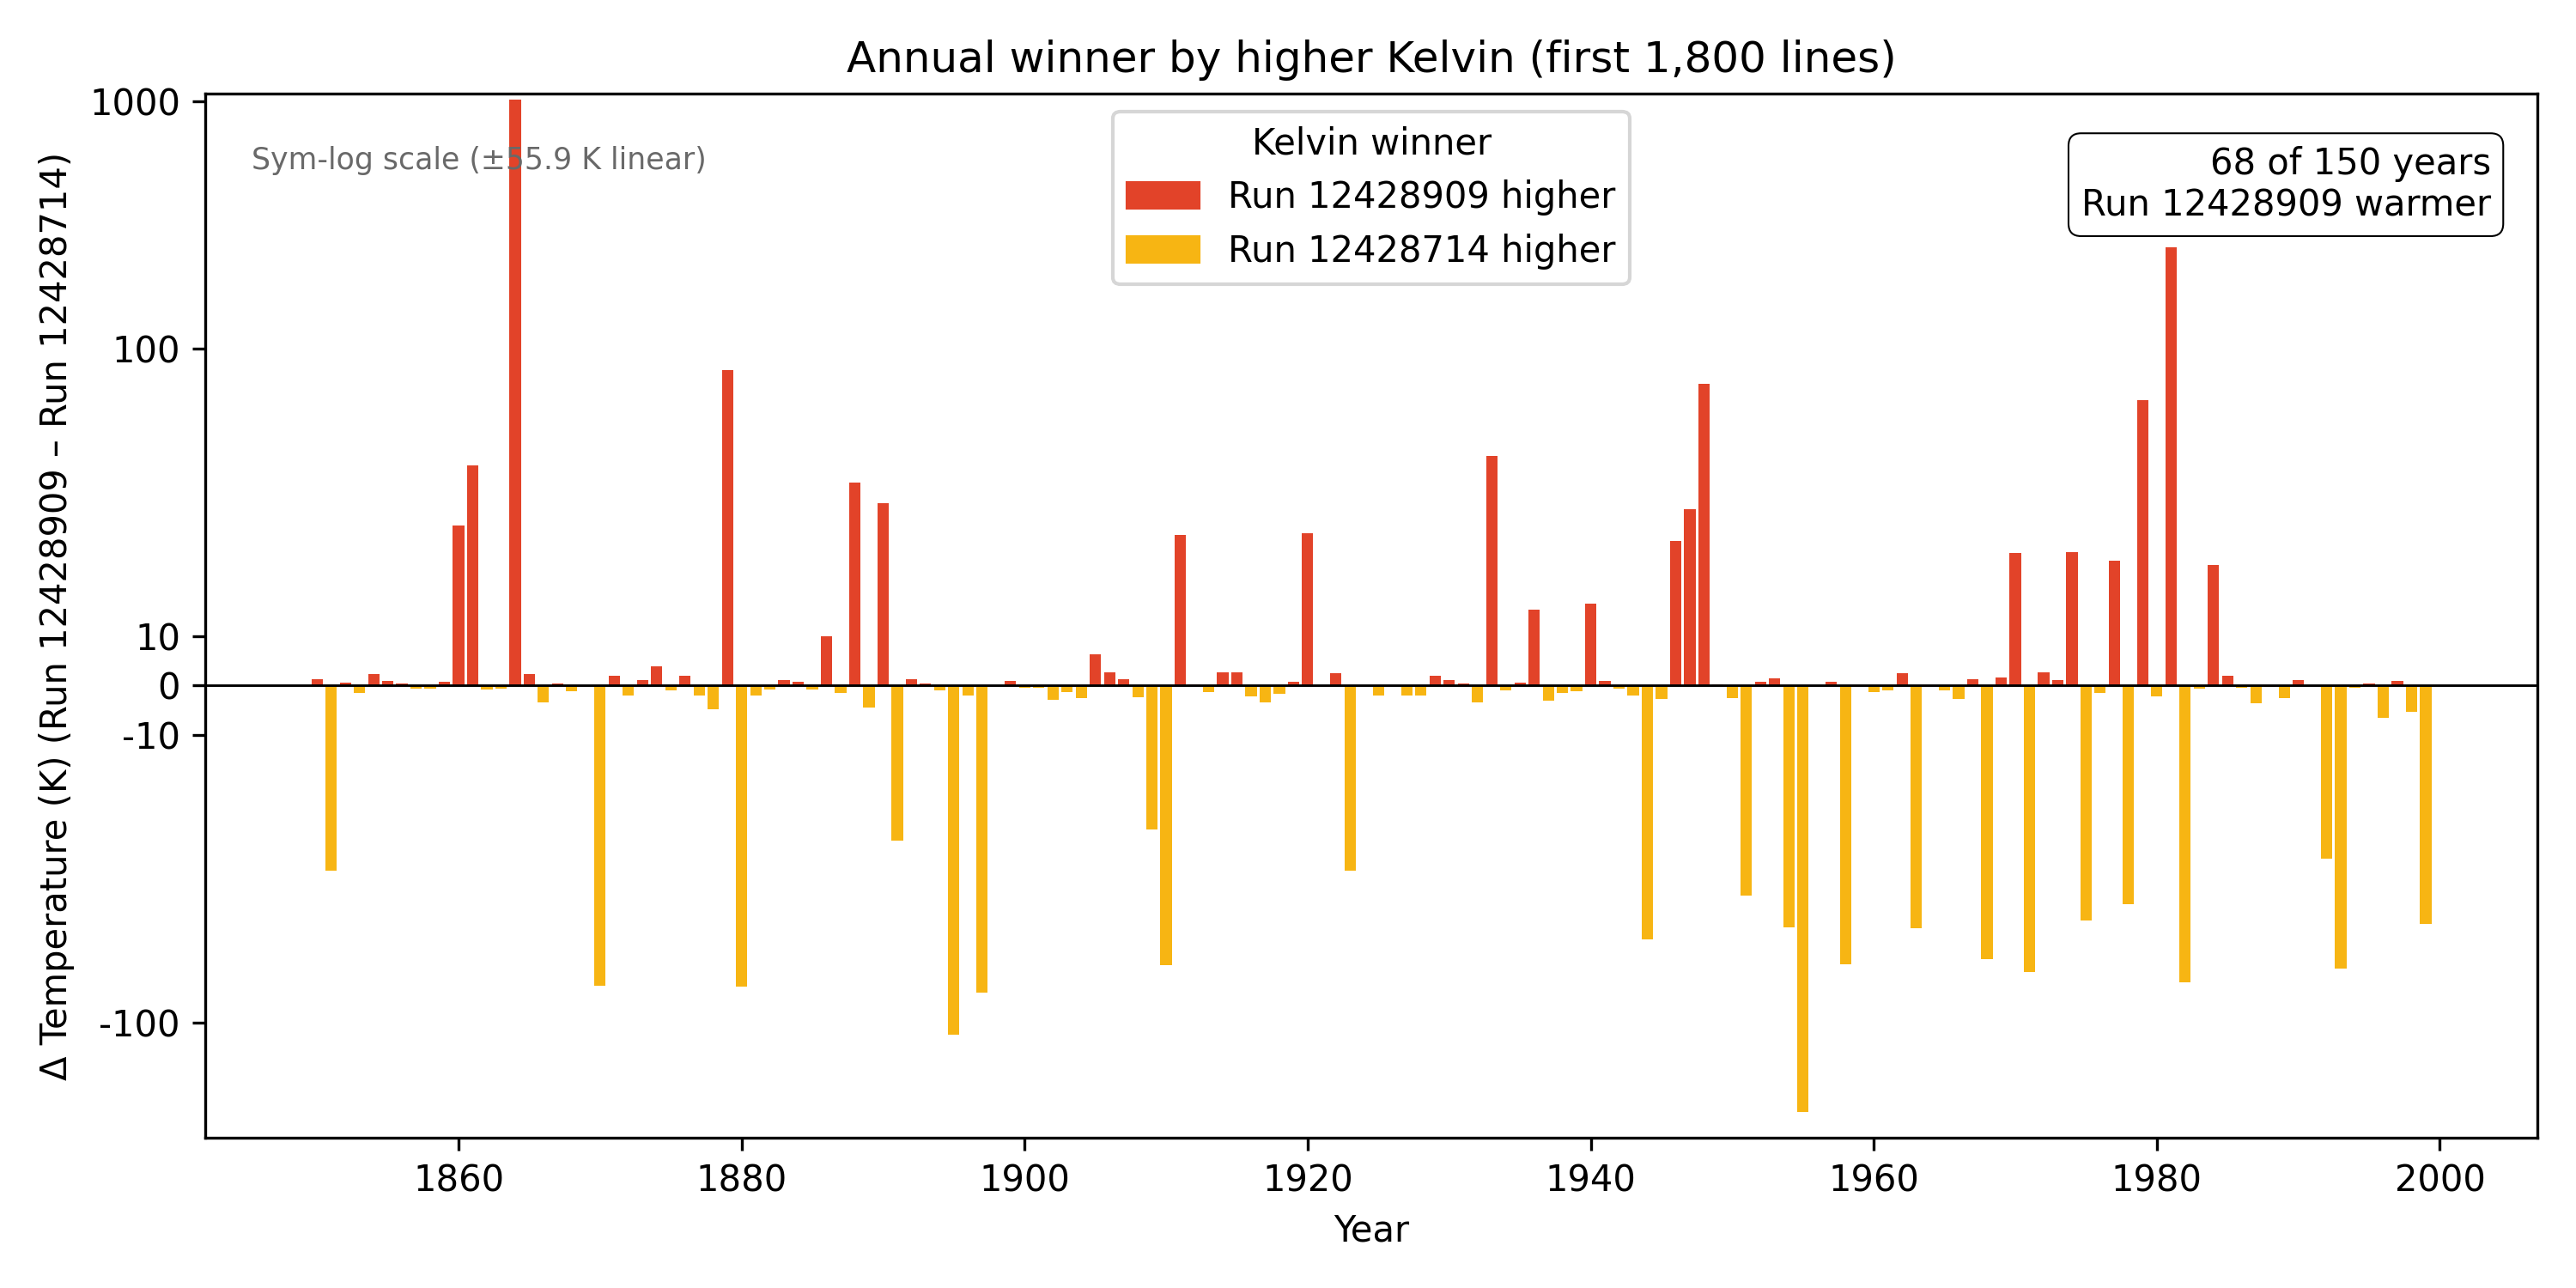 Annual winner by higher Kelvin (first 1,800 lines)
Δ Temperature (K) (Run 12428909 – Run 12428714)
1000
100
10
0
-10
-100
Sym-log scale (±55.9 K linear)
Kelvin winner
Run 12428909 higher
Run 12428714 higher
68 of 150 years
Run 12428909 warmer
1860
1880
1900
1920
1940
1960
1980
2000
Year